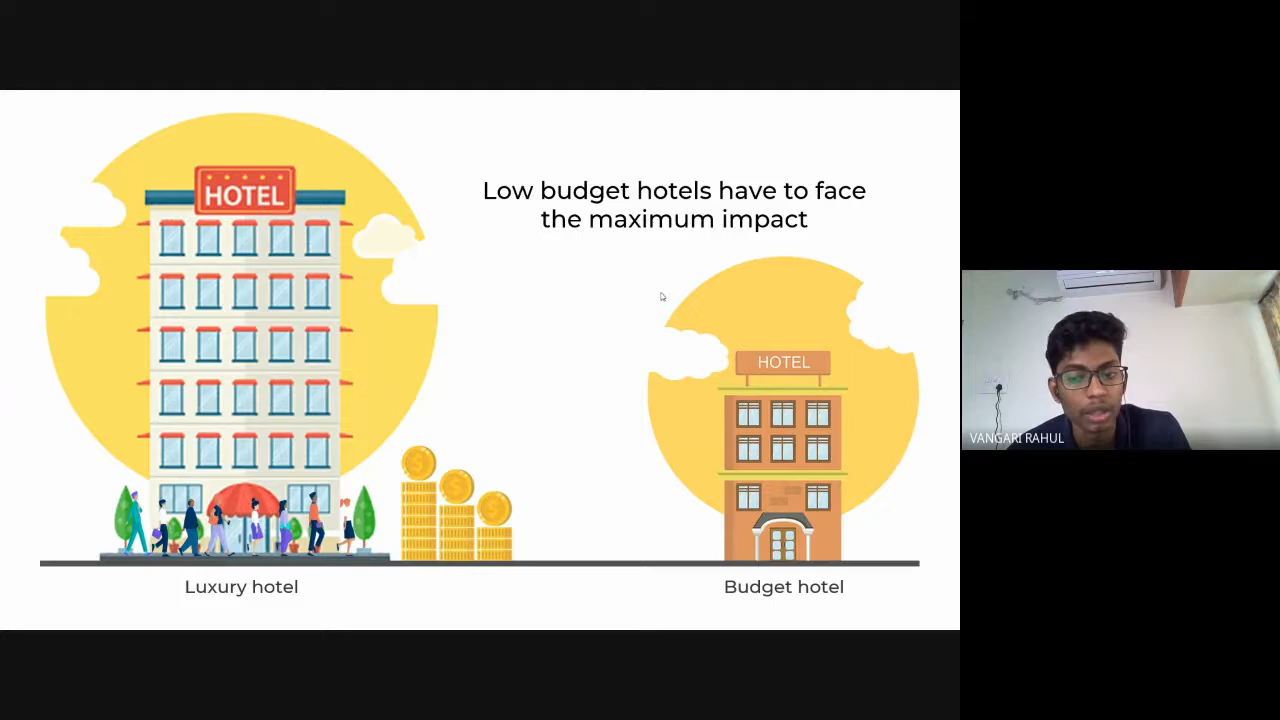 HOTEL
Low budget hotels have to face
the maximum impact
HOTEL
Luxury hotel
Budget hotel
VANGARI RAHUL